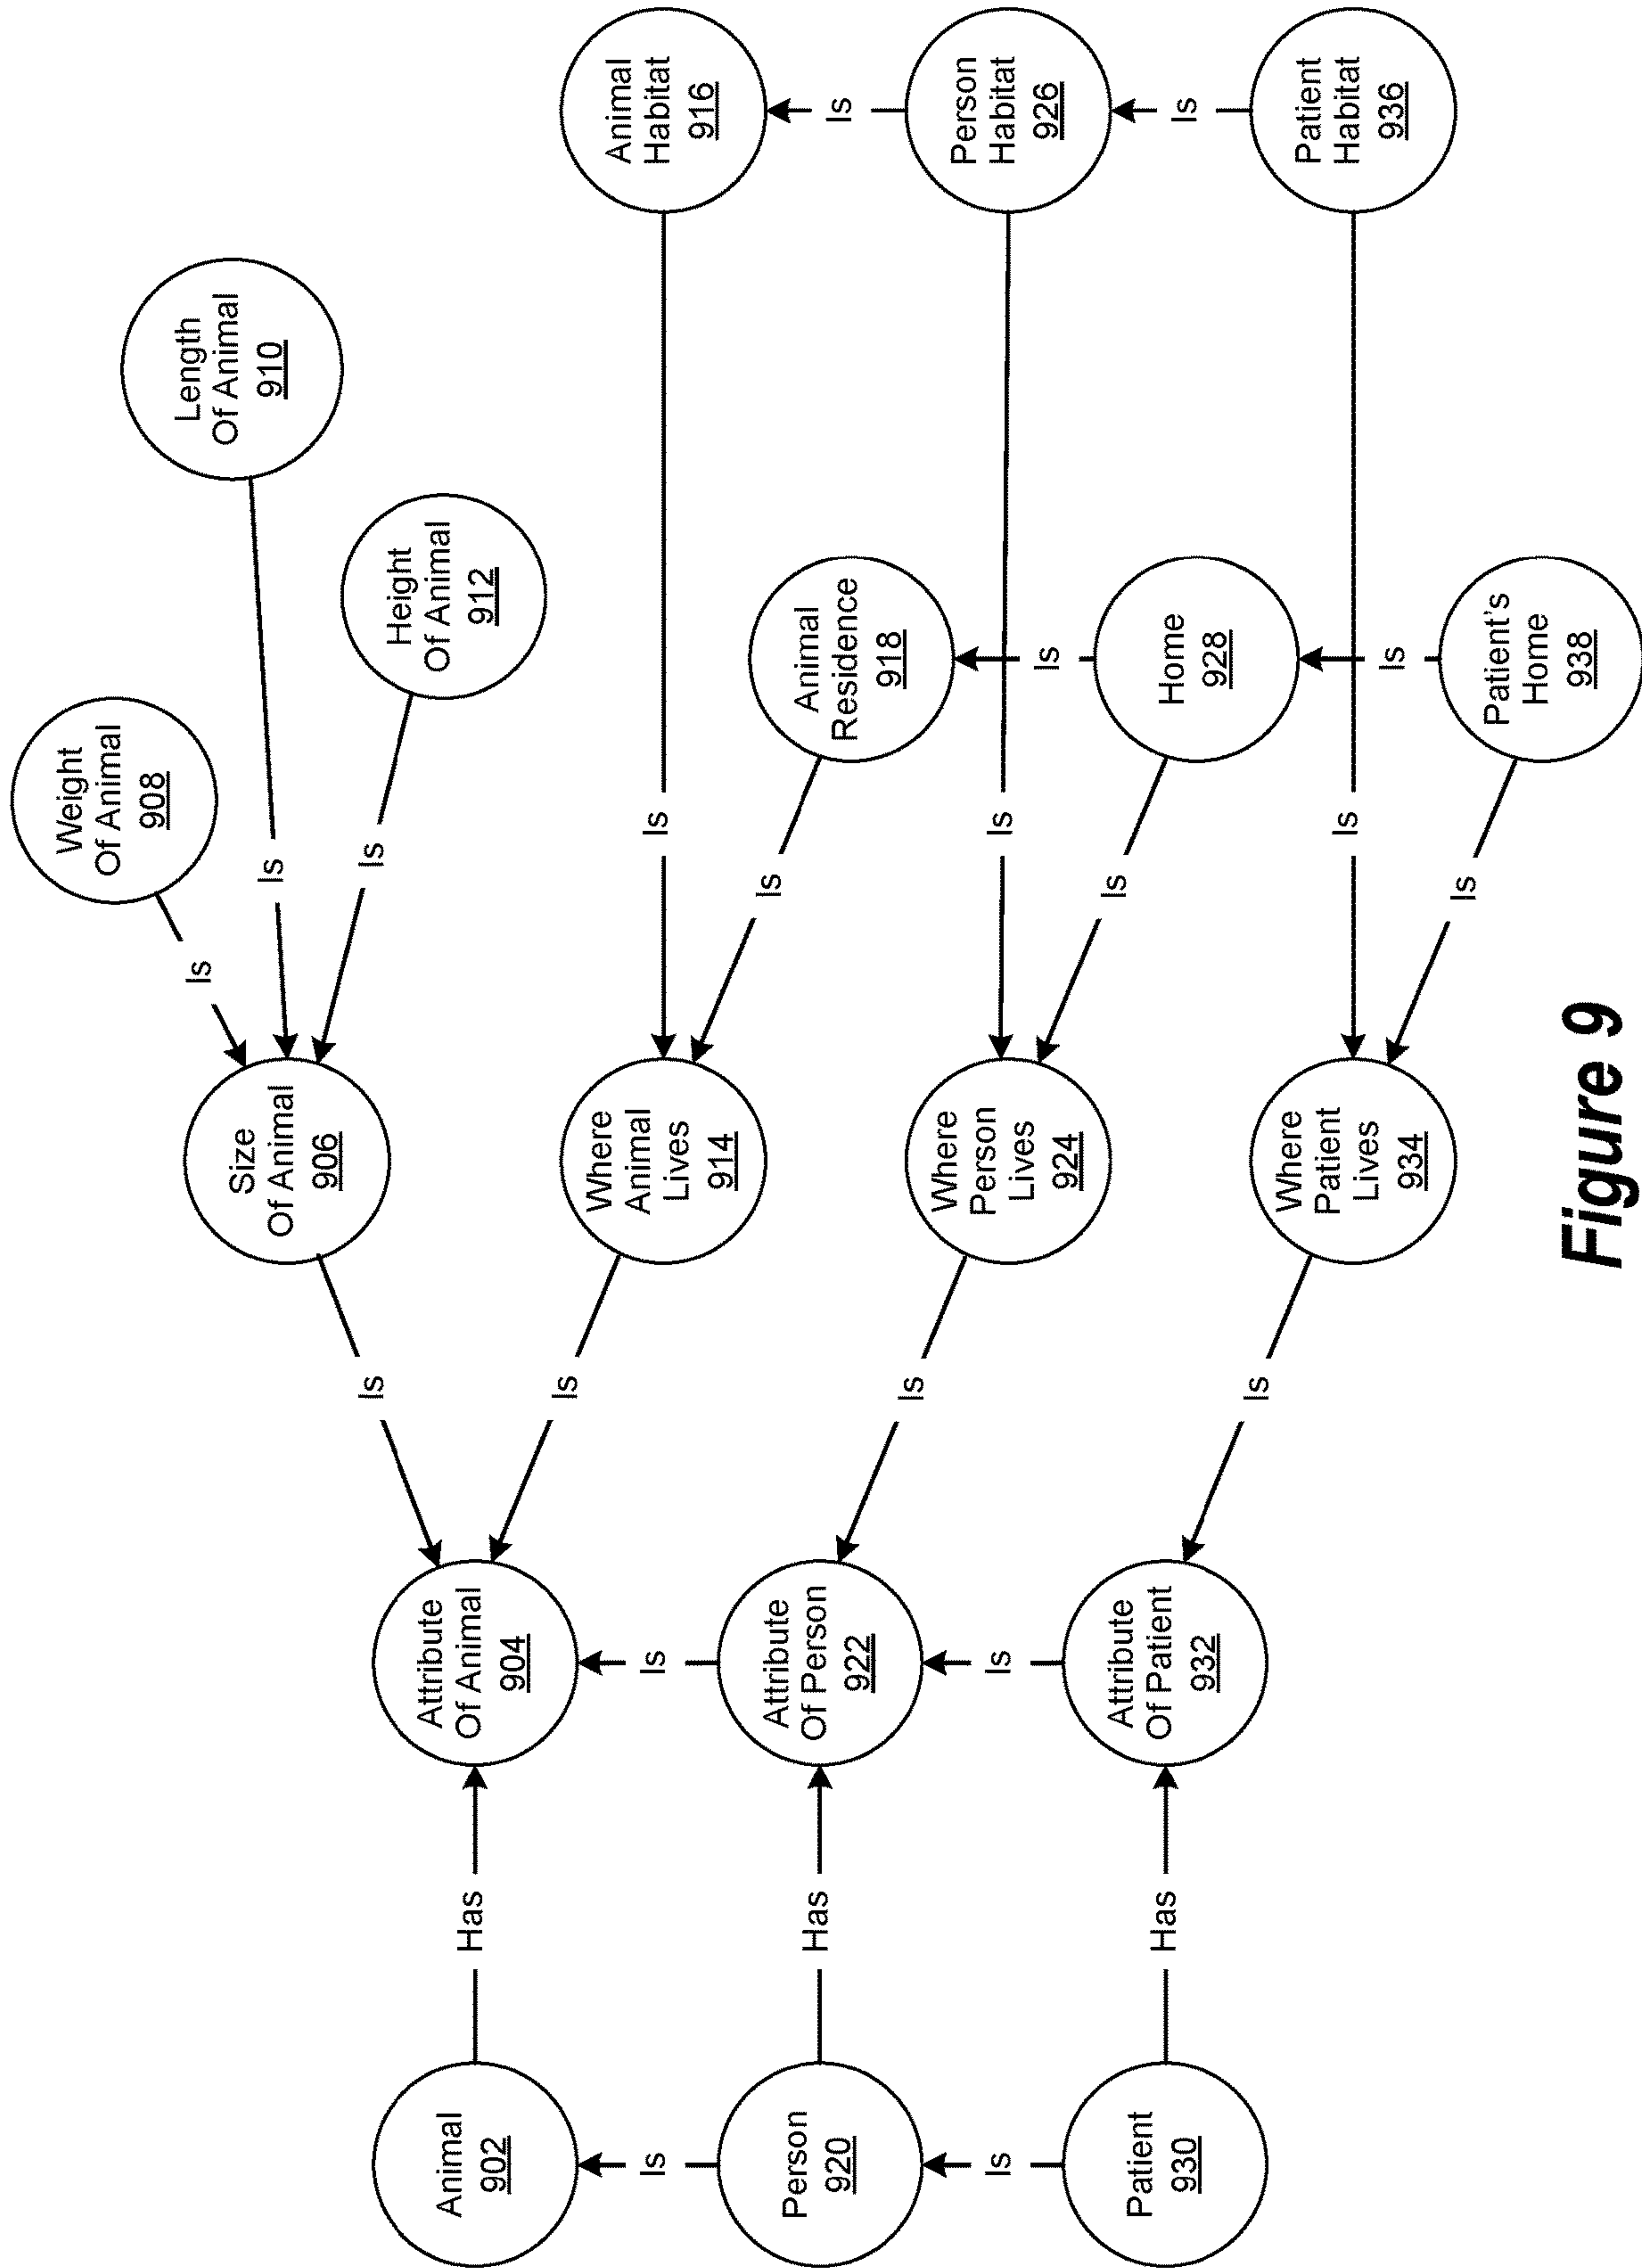 Weight
Of Animal
908
Is
Length
Of Animal
910
Size
Of Animal
906
Is
Is
Is
Height
Of Animal
912
Animal
902
Has
Attribute
Of Animal
904
Is
Where
Animal
Lives
914
Is
Animal
Habitat
916
Is
Is
Is
Person
920
Has
Attribute
Of Person
922
Animal
Residence
918
Is
Is
Where
Person
Lives
924
Is
Person
Habitat
926
Is
Is
Is
Is
Patient
930
Has
Attribute
Of Patient
932
Home
928
Is
Is
Where
Patient
Lives
934
Is
Patient
Habitat
936
Is
Is
Patient's
Home
938
Figure 9